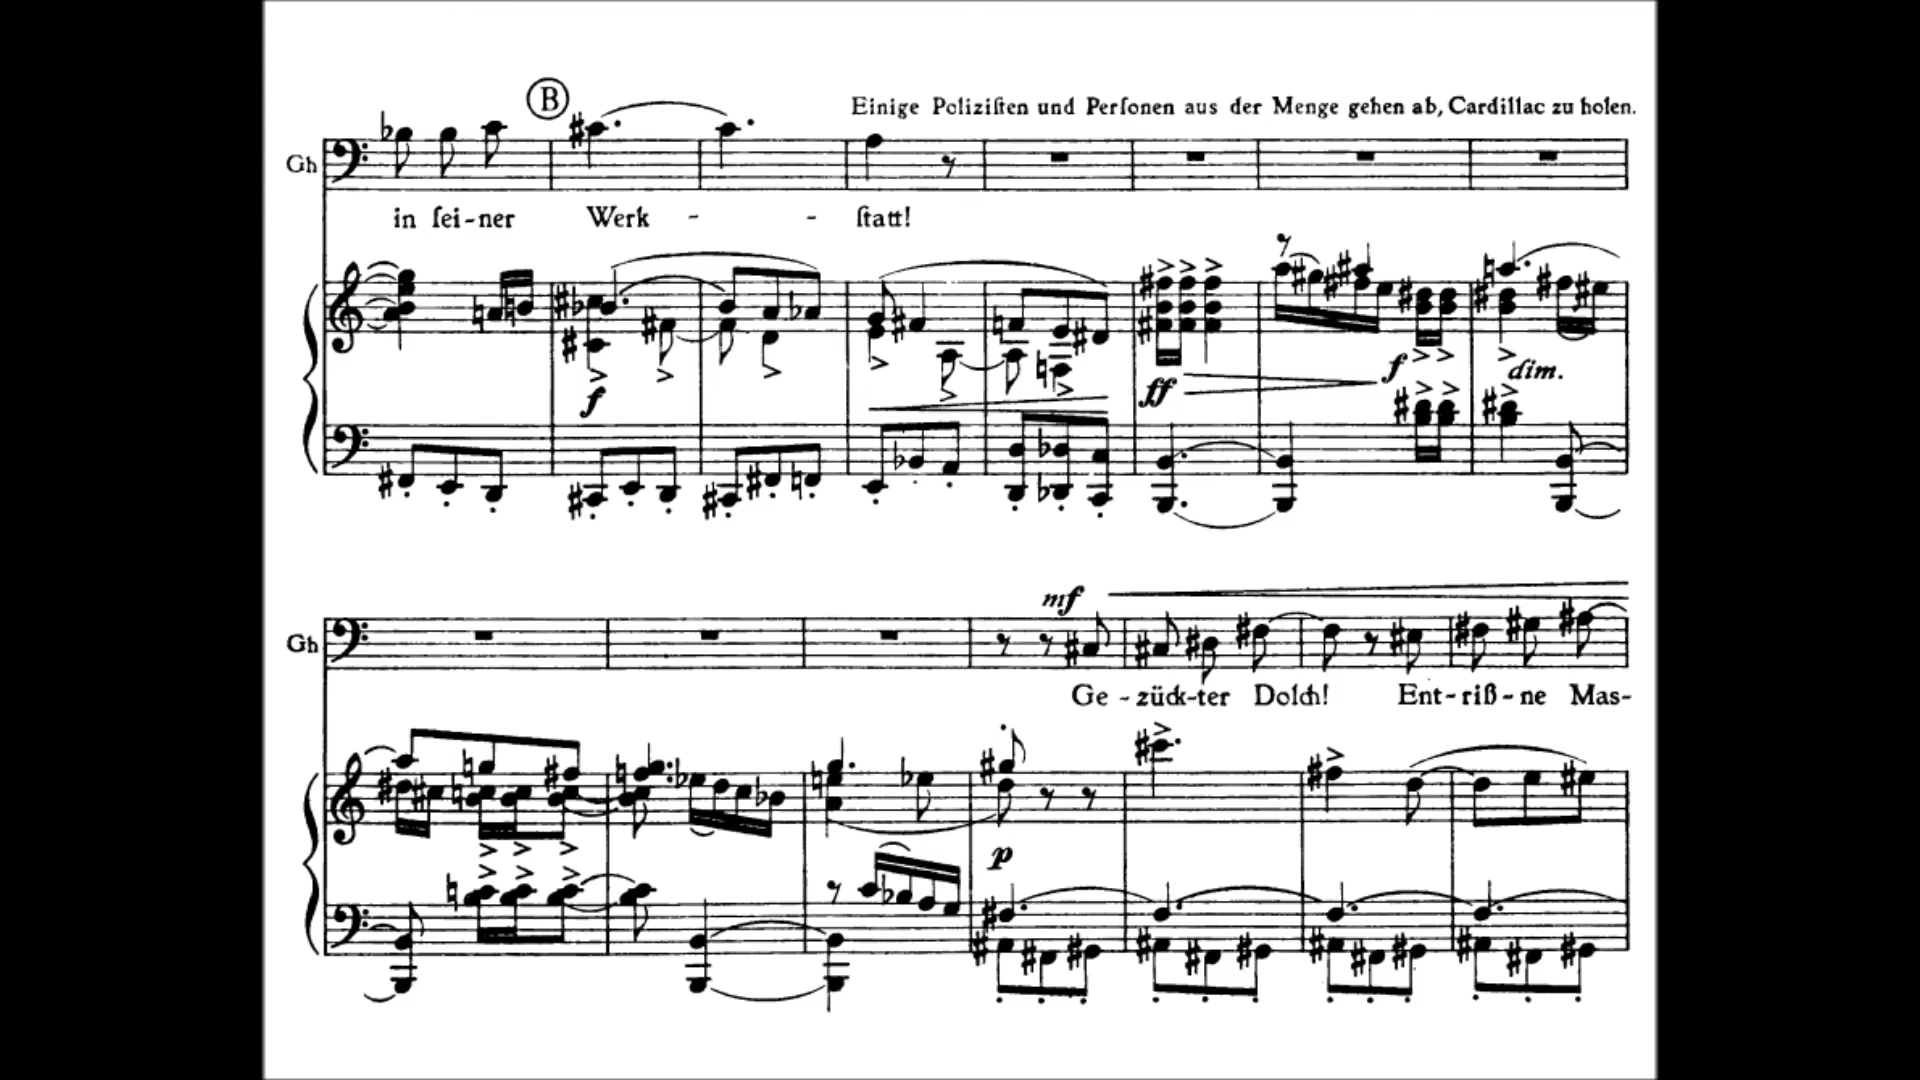 B
Einige Poliziſten und Perſonen aus der Menge gehen ab, Cardillac zu holen.
Gh
in ſei-ner Werk - - ſtatt!
f
ff
f
dim.
mf
Gh
Ge-zück-ter Dolch! Ent-riß-ne Mas-
p